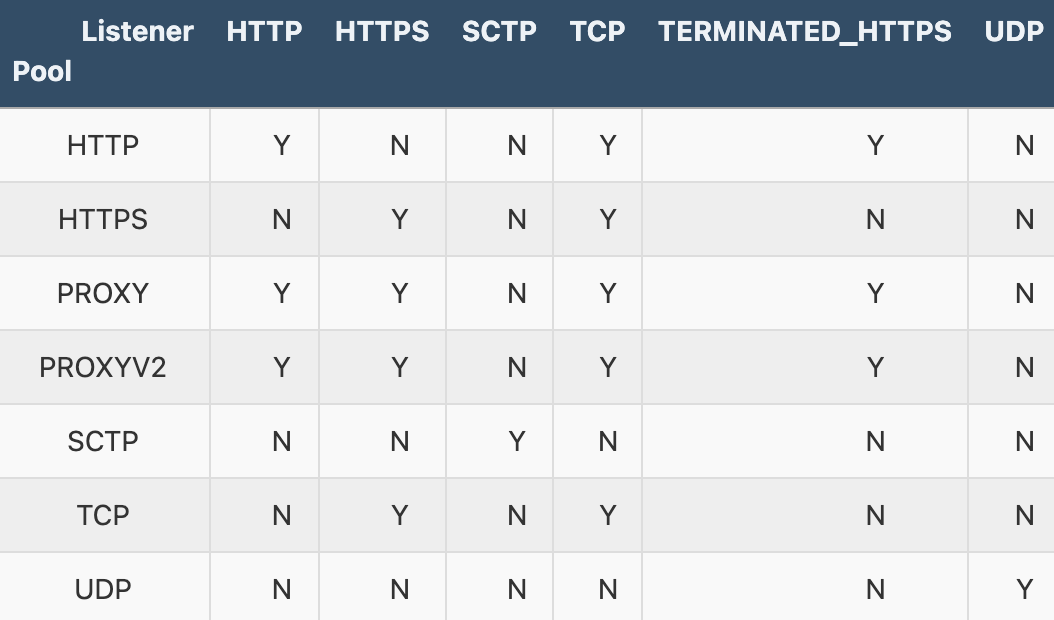 Listener HTTP HTTPS SCTP TCP TERMINATED_HTTPS UDP
Pool
HTTP Y N N Y Y N
HTTPS N Y N Y N N
PROXY Y Y N Y Y N
PROXYV2 Y Y N Y Y N
SCTP N N Y N N N
TCP N Y N Y N N
UDP N N N N N Y